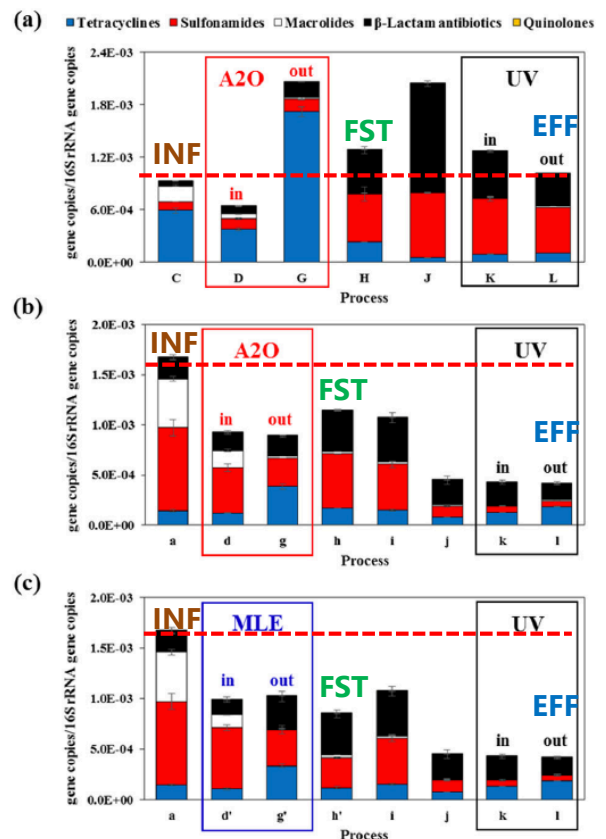 Tetracyclines Sulfonamides Macrolides β-Lactam antibiotics Quinolones
(a)
gene copies/16S rRNA gene copies
2.4E-03
1.8E-03
1.2E-03
6.0E-04
0.0E+00
INF
A2O
in
out
FST
UV
in
EFF
out
C D G H J K L
Process
(b)
gene copies/16S rRNA gene copies
2.0E-03
1.5E-03
1.0E-03
5.0E-04
0.0E+00
INF
A2O
in out
FST
UV
in out
EFF
a d g h i j k l
Process
(c)
gene copies/16S rRNA gene copies
2.0E-03
1.5E-03
1.0E-03
5.0E-04
0.0E+00
INF
MLE
in out
FST
UV
in out
EFF
a d' g' h' i j k l
Process